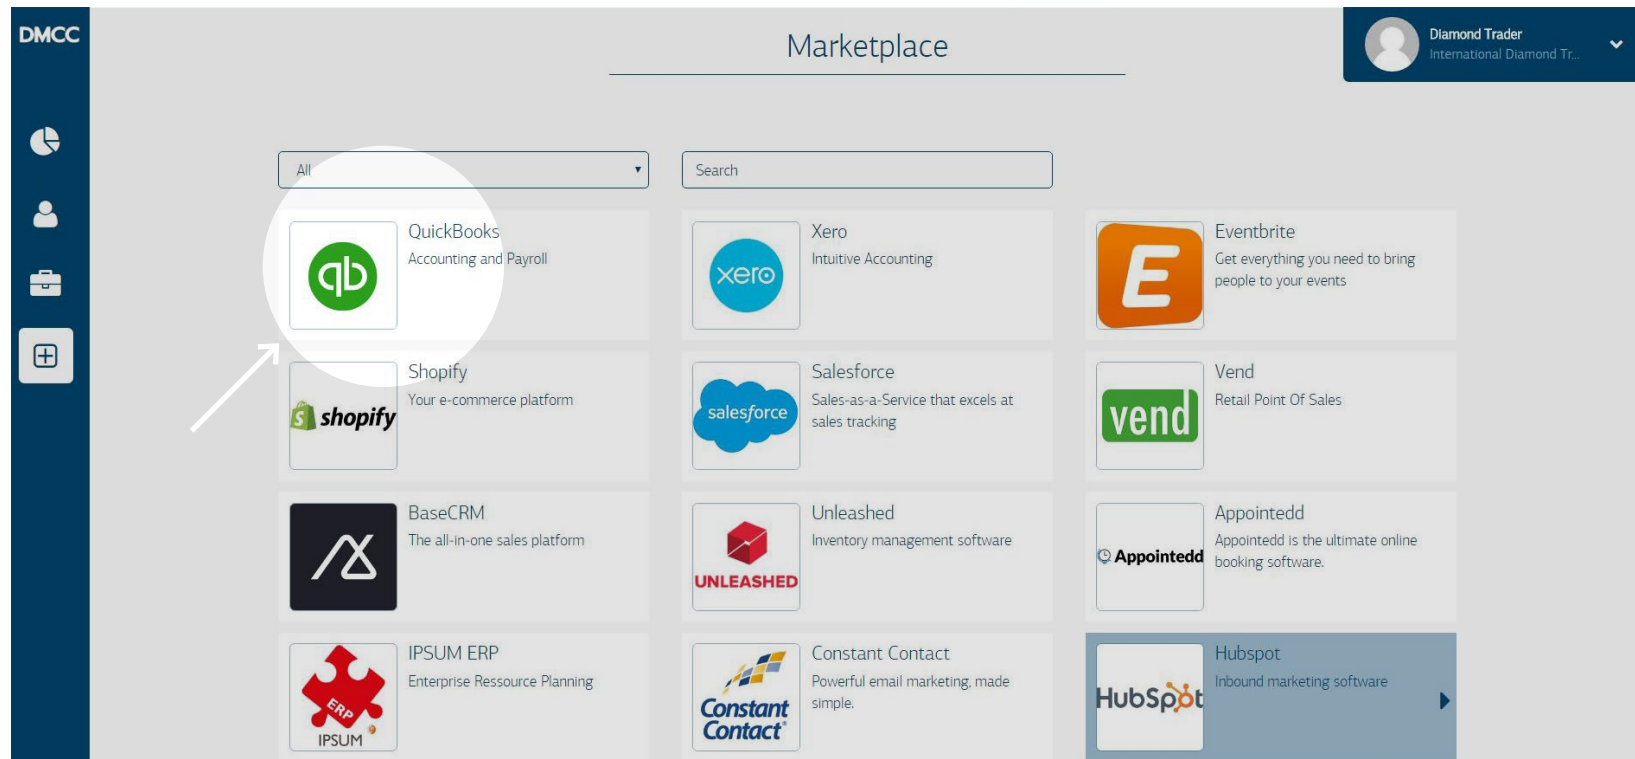 DMCC
Marketplace
Diamond Trader
International Diamond Tr...
All
Search
QuickBooks
Accounting and Payroll
qb
Xero
Intuitive Accounting
xero
Eventbrite
Get everything you need to bring
people to your events
E
Shopify
Your e-commerce platform
shopify
Salesforce
Sales-as-a-Service that excels at
sales tracking
salesforce
Vend
Retail Point Of Sales
vend
BaseCRM
The all-in-one sales platform
Unleashed
Inventory management software
UNLEASHED
Appointedd
Appointedd is the ultimate online
booking software.
Appointedd
IPSUM ERP
Enterprise Ressource Planning
ERP
IPSUM
Constant Contact
Powerful email marketing, made
simple.
Constant
Contact
Hubspot
Inbound marketing software
HubSpot